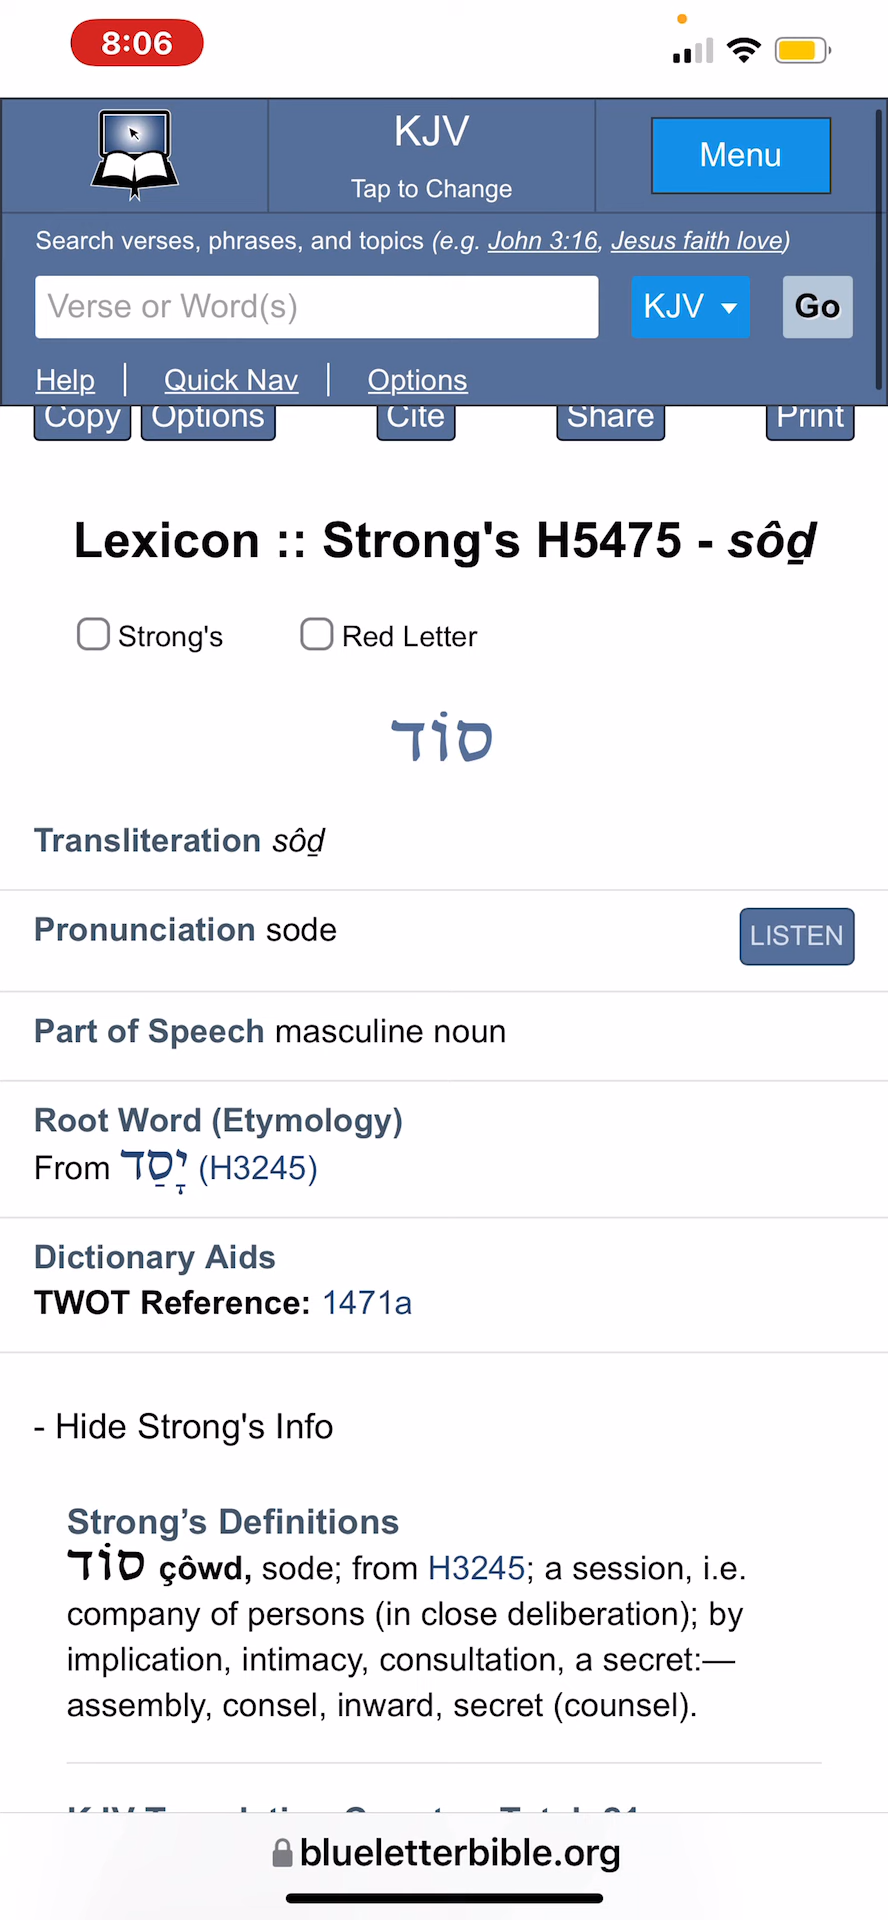 8:06
KJV
Tap to Change
Menu
Search verses, phrases, and topics (e.g. John 3:16, Jesus faith love)
Verse or Word(s)
KJV
Go
Help | Quick Nav | Options
Copy Options Cite Share Print
Lexicon :: Strong's H5475 - sôḏ
Strong's Red Letter
סוֹד
Transliteration sôḏ
Pronunciation sode
LISTEN
Part of Speech masculine noun
Root Word (Etymology)
From יָסַד (H3245)
Dictionary Aids
TWOT Reference: 1471a
- Hide Strong's Info
Strong’s Definitions
סוֹד çôwd, sode; from H3245; a session, i.e.
company of persons (in close deliberation); by
implication, intimacy, consultation, a secret:—
assembly, consel, inward, secret (counsel).
blueletterbible.org